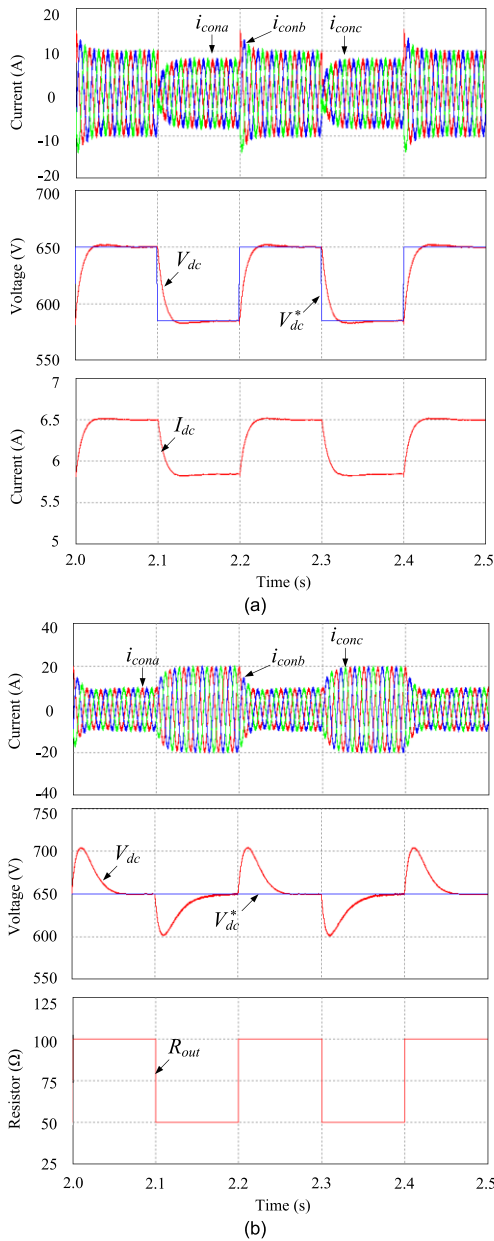 i_cona i_conb i_conc
Current (A)
20
10
0
-10
-20
Voltage (V)
700
650
600
550
V_dc
V_dc^*
Current (A)
7
6.5
6
5.5
5
I_dc
2.0 2.1 2.2 2.3 2.4 2.5
Time (s)
(a)
i_cona i_conb i_conc
Current (A)
40
20
0
-20
-40
Voltage (V)
750
700
650
600
550
V_dc
V_dc^*
Resistor (Ω)
125
100
75
50
25
R_out
2.0 2.1 2.2 2.3 2.4 2.5
Time (s)
(b)